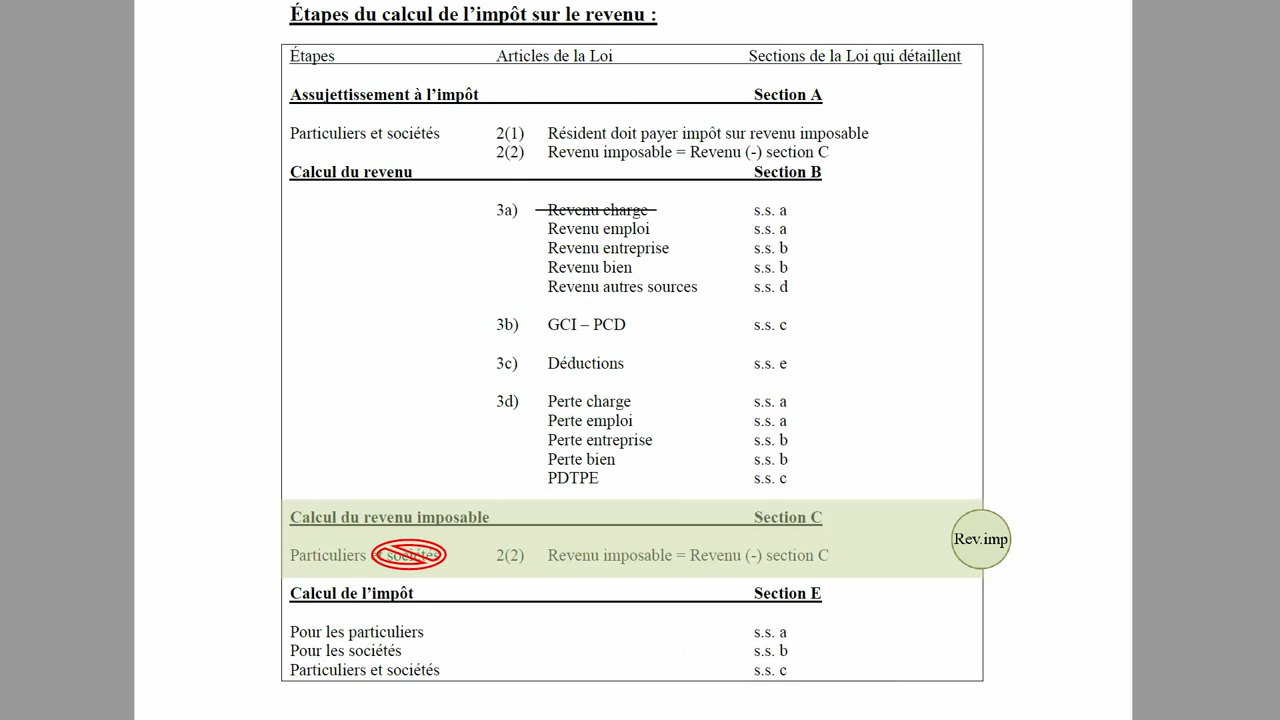 Étapes du calcul de l'impôt sur le revenu :
Étapes Articles de la Loi Sections de la Loi qui détaillent
Assujettissement à l'impôt Section A
Particuliers et sociétés 2(1) Résident doit payer impôt sur revenu imposable
2(2) Revenu imposable = Revenu (-) section C
Calcul du revenu Section B
3a) Revenu charge s.s. a
Revenu emploi s.s. a
Revenu entreprise s.s. b
Revenu bien s.s. b
Revenu autres sources s.s. d
3b) GCI – PCD s.s. c
3c) Déductions s.s. e
3d) Perte charge s.s. a
Perte emploi s.s. a
Perte entreprise s.s. b
Perte bien s.s. b
PDTPE s.s. c
Calcul du revenu imposable Section C
Rev.imp
Particuliers et sociétés 2(2) Revenu imposable = Revenu (-) section C
Calcul de l'impôt Section E
Pour les particuliers s.s. a
Pour les sociétés s.s. b
Particuliers et sociétés s.s. c